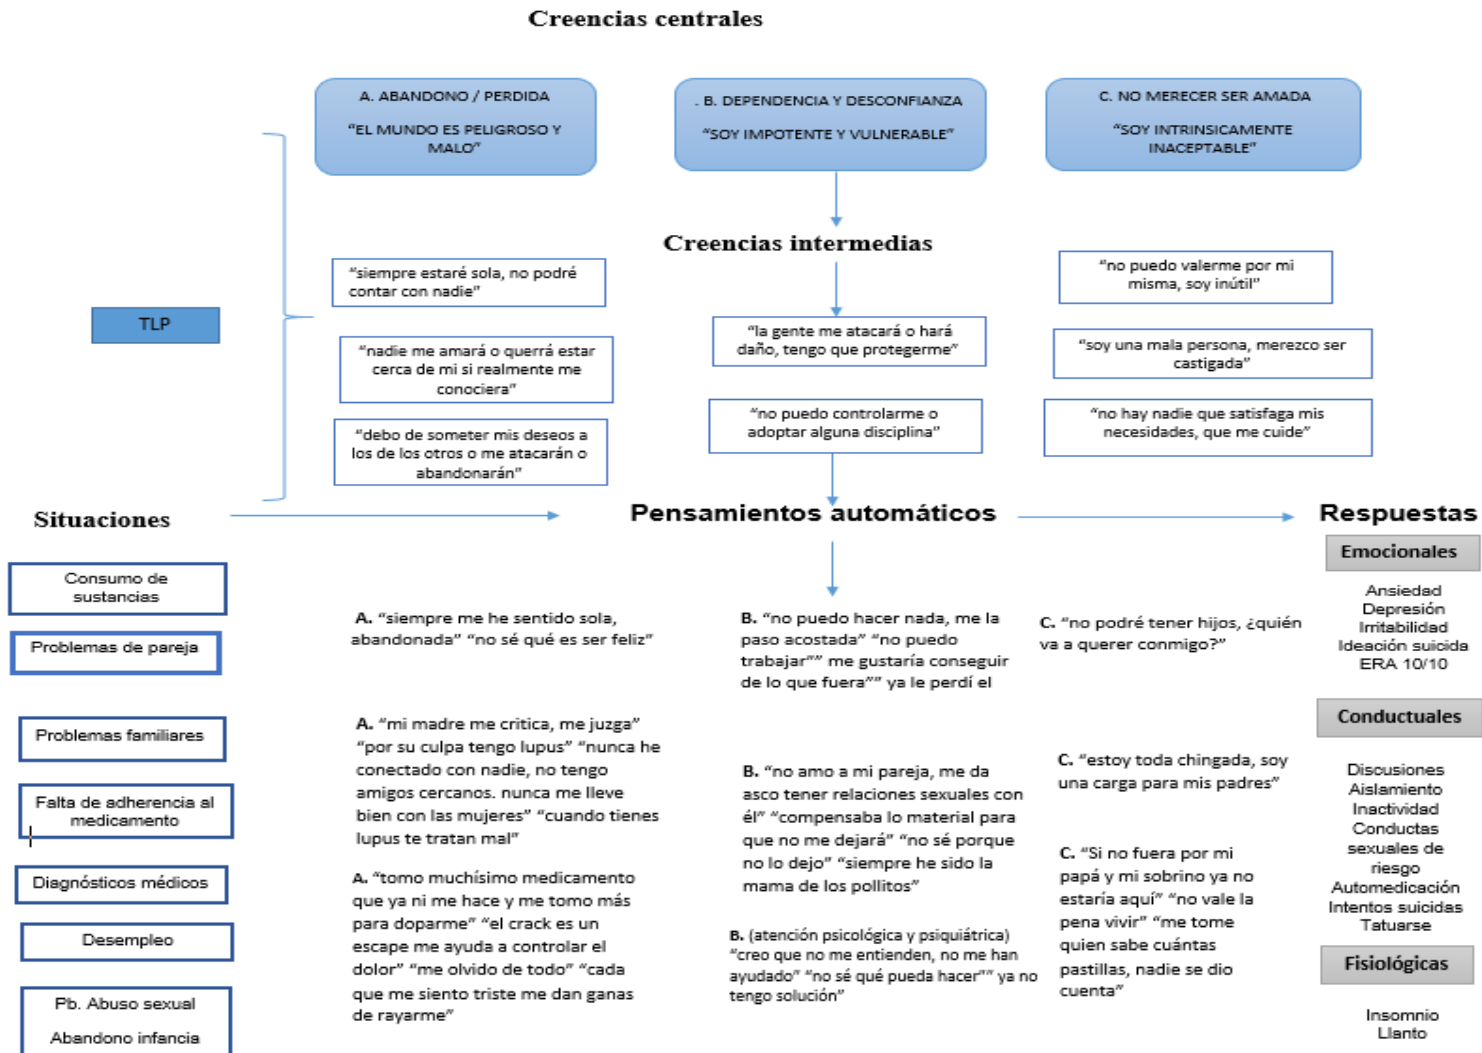 Creencias centrales
A. ABANDONO / PERDIDA
“EL MUNDO ES PELIGROSO Y
MALO”
. B. DEPENDENCIA Y DESCONFIANZA
“SOY IMPOTENTE Y VULNERABLE”
C. NO MERECER SER AMADA
“SOY INTRINSICAMENTE
INACEPTABLE”
Creencias intermedias
TLP
“siempre estaré sola, no podré
contar con nadie”
“nadie me amará o querrá estar
cerca de mi si realmente me
conociera”
“debo de someter mis deseos a
los de los otros o me atacarán o
abandonarán”
“la gente me atacará o hará
daño, tengo que protegerme”
“no puedo controlarme o
adoptar alguna disciplina”
“no puedo valerme por mi
misma, soy inútil”
“soy una mala persona, merezco ser
castigada”
“no hay nadie que satisfaga mis
necesidades, que me cuide”
Situaciones
Pensamientos automáticos
Respuestas
Consumo de
sustancias
Problemas de pareja
Problemas familiares
Falta de adherencia al
medicamento
Diagnósticos médicos
Desempleo
Pb. Abuso sexual
Abandono infancia
A. “siempre me he sentido sola,
abandonada” “no sé qué es ser feliz”
A. “mi madre me critica, me juzga”
“por su culpa tengo lupus” “nunca he
conectado con nadie, no tengo
amigos cercanos. nunca me lleve
bien con las mujeres” “cuando tienes
lupus te tratan mal”
A. “tomo muchísimo medicamento
que ya ni me hace y me tomo más
para doparme” “el crack es un
escape me ayuda a controlar el
dolor” “me olvido de todo” “cada
que me siento triste me dan ganas
de rayarme”
B. “no puedo hacer nada, me la
paso acostada” “no puedo
trabajar”” me gustaría conseguir
de lo que fuera”” ya le perdí el
B. “no amo a mi pareja, me da
asco tener relaciones sexuales con
él” “compensaba lo material para
que no me dejará” “no sé porque
no lo dejo” “siempre he sido la
mama de los pollitos”
B. (atención psicológica y psiquiátrica)
“creo que no me entienden, no me han
ayudado” “no sé qué pueda hacer”” ya no
tengo solución”
C. “no podré tener hijos, ¿quién
va a querer conmigo?”
C. “estoy toda chingada, soy
una carga para mis padres”
C. “Si no fuera por mi
papá y mi sobrino ya no
estaría aquí” “no vale la
pena vivir” “me tome
quien sabe cuántas
pastillas, nadie se dio
cuenta”
Emocionales
Ansiedad
Depresión
Irritabilidad
Ideación suicida
ERA 10/10
Conductuales
Discusiones
Aislamiento
Inactividad
Conductas
sexuales de
riesgo
Automedicación
Intentos suicidas
Tatuarse
Fisiológicas
Insomnio
Llanto